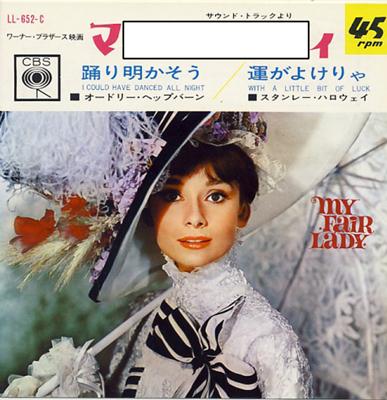 LL-652-C
サウンド・トラックより
45
rpm
ワーナー・ブラザース映画
マ
ィ
CBS
踊り明かそう / 運がよけりゃ
I COULD HAVE DANCED ALL NIGHT
WITH A LITTLE BIT OF LUCK
■オードリー・ヘップバーン
■スタンレー・ハロウェイ
MY
FAIR
LADY